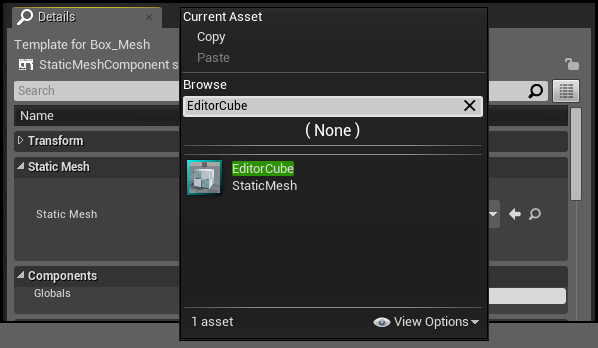 Details
Template for Box_Mesh
StaticMeshComponent s
Search
Name
Transform
Static Mesh
Static Mesh
Components
Globals
Current Asset
Copy
Paste
Browse
EditorCube
( None )
EditorCube
StaticMesh
1 asset
View Options